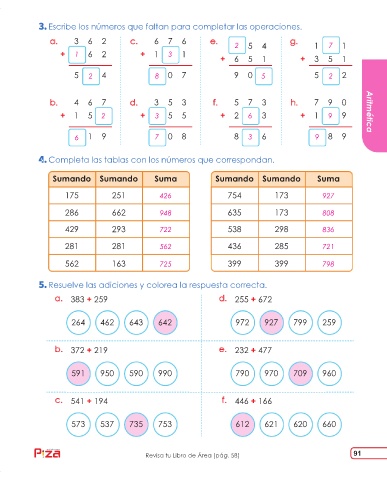 3. Escribe los números que faltan para completar las operaciones.
a. 3 6 2 c. 6 7 6 e. 2 5 4 g. 1 7 1
+ 1 6 2 + 1 3 1 + 6 5 1 + 3 5 1
5 2 4 8 0 7 9 0 5 5 2 2
b. 4 6 7 d. 3 5 3 f. 5 7 3 h. 7 9 0
+ 1 5 2 + 3 5 5 + 2 6 3 + 1 9 9
6 1 9 7 0 8 8 3 6 9 8 9
Aritmética
4. Completa las tablas con los números que correspondan.
Sumando Sumando Suma Sumando Sumando Suma
175 251 426 754 173 927
286 662 948 635 173 808
429 293 722 538 298 836
281 281 562 436 285 721
562 163 725 399 399 798
5. Resuelve las adiciones y colorea la respuesta correcta.
a. 383 + 259 d. 255 + 672
264 462 643 642 972 927 799 259
b. 372 + 219 e. 232 + 477
591 950 590 990 790 970 709 960
c. 541 + 194 f. 446 + 166
573 537 735 753 612 621 620 660
Revisa tu Libro de Área (pág. 58) 91